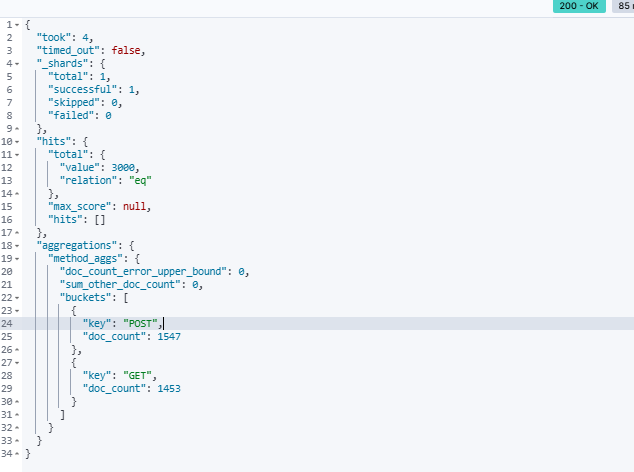 200 - OK 85
1 {
2 "took": 4,
3 "timed_out": false,
4 "_shards": {
5 "total": 1,
6 "successful": 1,
7 "skipped": 0,
8 "failed": 0
9 },
10 "hits": {
11 "total": {
12 "value": 3000,
13 "relation": "eq"
14 },
15 "max_score": null,
16 "hits": []
17 },
18 "aggregations": {
19 "method_aggs": {
20 "doc_count_error_upper_bound": 0,
21 "sum_other_doc_count": 0,
22 "buckets": [
23 {
24 "key": "POST",
25 "doc_count": 1547
26 },
27 {
28 "key": "GET",
29 "doc_count": 1453
30 }
31 ]
32 }
33 }
34 }